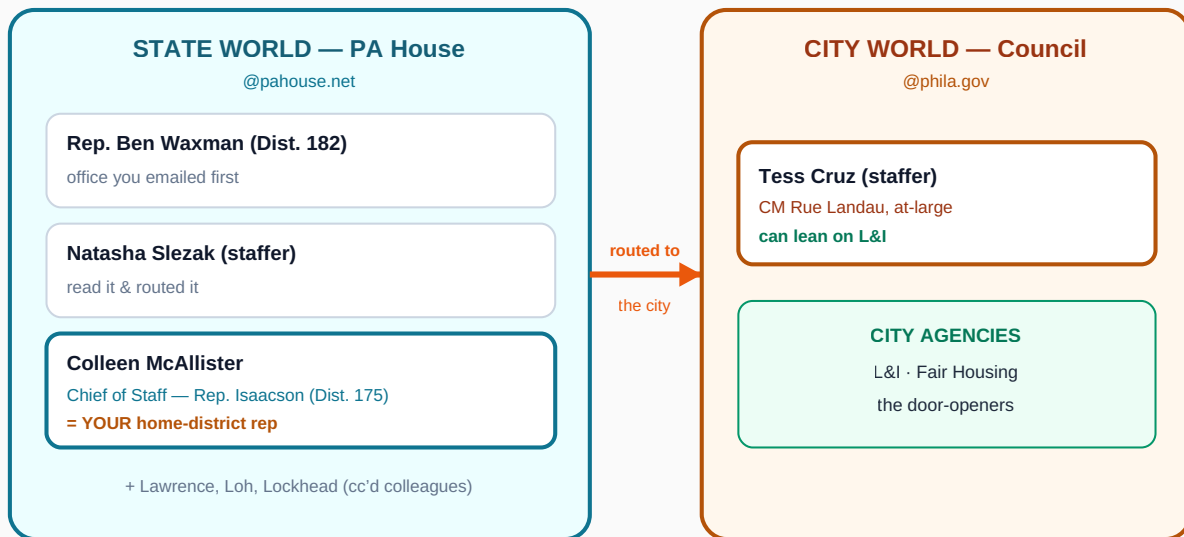 STATE WORLD — PA House
@pahouse.net
Rep. Ben Waxman (Dist. 182)
office you emailed first
Natasha Slezak (staffer)
read it & routed it
Colleen McAllister
Chief of Staff — Rep. Isaacson (Dist. 175)
= YOUR home-district rep
+ Lawrence, Loh, Lockhead (cc’d colleagues)
routed to
the city
CITY WORLD — Council
@phila.gov
Tess Cruz (staffer)
CM Rue Landau, at-large
can lean on L&I
CITY AGENCIES
L&I · Fair Housing
the door-openers